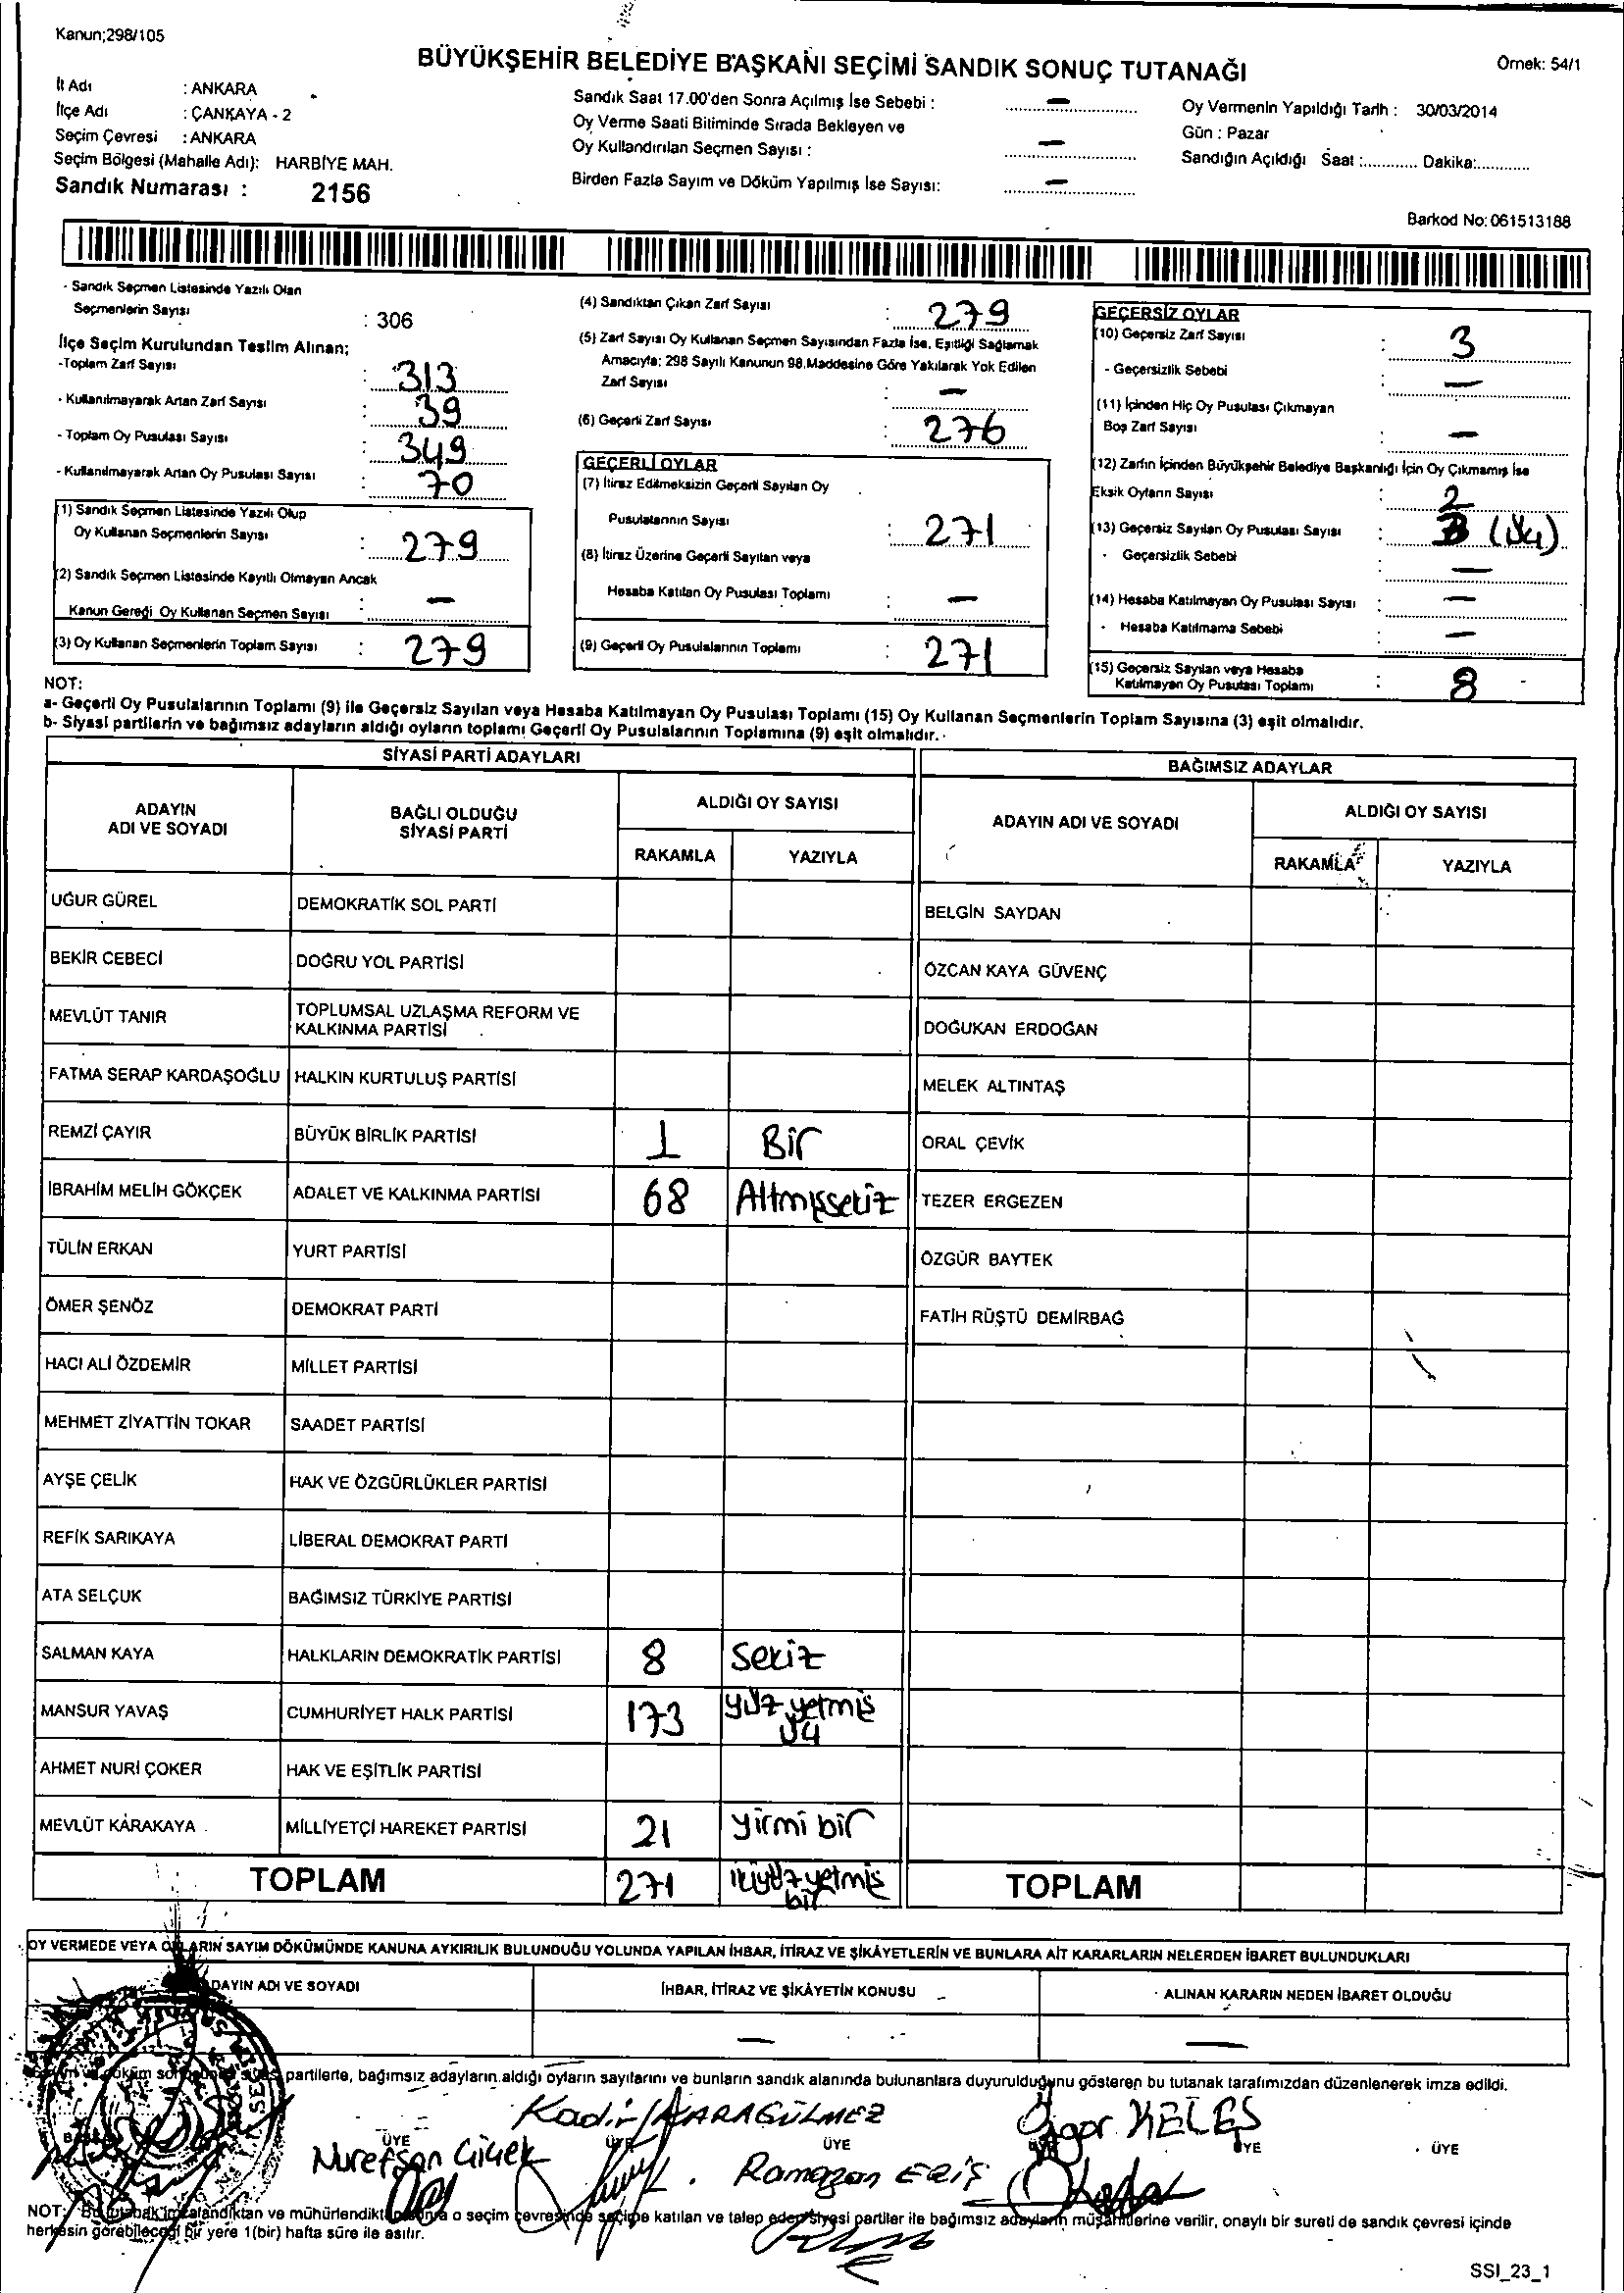 Kanun;298/105
BÜYÜKŞEHİR BELEDİYE BAŞKANI SEÇİMİ SANDIK SONUÇ TUTANAĞI
Örnek: 54/1
İl Adı : ANKARA
İlçe Adı : ÇANKAYA - 2
Seçim Çevresi : ANKARA
Seçim Bölgesi (Mahalle Adı): HARBİYE MAH.
Sandık Numarası : 2156
Sandık Saat 17.00'den Sonra Açılmış İse Sebebi : —
Oy Verme Saati Bitiminde Sırada Bekleyen ve
Oy Kullandırılan Seçmen Sayısı : —
Birden Fazla Sayım ve Döküm Yapılmış İse Sayısı: —
Oy Vermenin Yapıldığı Tarih : 30/03/2014
Gün : Pazar
Sandığın Açıldığı Saat :............ Dakika:............
Barkod No: 061513188
- Sandık Seçmen Listesinde Yazılı Olan
Seçmenlerin Sayısı : 306
İlçe Seçim Kurulundan Teslim Alınan;
-Toplam Zarf Sayısı : 313
- Kullanılmayarak Artan Zarf Sayısı : 39
- Toplam Oy Pusulası Sayısı : 349
- Kullanılmayarak Artan Oy Pusulası Sayısı : 70
(1) Sandık Seçmen Listesinde Yazılı Olup
Oy Kullanan Seçmenlerin Sayısı : 279
(2) Sandık Seçmen Listesinde Kayıtlı Olmayan Ancak
Kanun Gereği Oy Kullanan Seçmen Sayısı : —
(3) Oy Kullanan Seçmenlerin Toplam Sayısı : 279
(4) Sandıktan Çıkan Zarf Sayısı : 279
(5) Zarf Sayısı Oy Kullanan Seçmen Sayısından Fazla İse, Eşitliği Sağlamak
Amacıyla; 298 Sayılı Kanunun 98.Maddesine Göre Yakılarak Yok Edilen
Zarf Sayısı : —
(6) Geçerli Zarf Sayısı : 276
GEÇERLİ OYLAR
(7) İtiraz Edilmeksizin Geçerli Sayılan Oy
Pusulalarının Sayısı : 271
(8) İtiraz Üzerine Geçerli Sayılan veya
Hesaba Katılan Oy Pusulası Toplamı : —
(9) Geçerli Oy Pusulalarının Toplamı : 271
GEÇERSİZ OYLAR
(10) Geçersiz Zarf Sayısı : 3
- Geçersizlik Sebebi : —
(11) İçinden Hiç Oy Pusulası Çıkmayan
Boş Zarf Sayısı : —
(12) Zarfın İçinden Büyükşehir Belediye Başkanlığı İçin Oy Çıkmamış İse
Eksik Oyların Sayısı : 2
(13) Geçersiz Sayılan Oy Pusulası Sayısı : 3 (Üç)
- Geçersizlik Sebebi : —
(14) Hesaba Katılmayan Oy Pusulası Sayısı : —
- Hesaba Katılmama Sebebi : —
(15) Geçersiz Sayılan veya Hesaba
Katılmayan Oy Pusulası Toplamı : 8
NOT:
a- Geçerli Oy Pusulalarının Toplamı (9) ile Geçersiz Sayılan veya Hesaba Katılmayan Oy Pusulası Toplamı (15) Oy Kullanan Seçmenlerin Toplam Sayısına (3) eşit olmalıdır.
b- Siyasi partilerin ve bağımsız adayların aldığı oyların toplamı Geçerli Oy Pusulalarının Toplamına (9) eşit olmalıdır.
SİYASİ PARTİ ADAYLARI
ADAYIN ADI VE SOYADI
BAĞLI OLDUĞU SİYASİ PARTİ
ALDIĞI OY SAYISI
RAKAMLA YAZIYLA
UĞUR GÜREL DEMOKRATİK SOL PARTİ
BEKİR CEBECİ DOĞRU YOL PARTİSİ
MEVLÜT TANIR TOPLUMSAL UZLAŞMA REFORM VE
KALKINMA PARTİSİ
FATMA SERAP KARDAŞOĞLU HALKIN KURTULUŞ PARTİSİ
REMZİ ÇAYIR BÜYÜK BİRLİK PARTİSİ 1 Bir
İBRAHİM MELİH GÖKÇEK ADALET VE KALKINMA PARTİSİ 68 Altmışsekiz
TÜLİN ERKAN YURT PARTİSİ
ÖMER ŞENÖZ DEMOKRAT PARTİ
HACI ALİ ÖZDEMİR MİLLET PARTİSİ
MEHMET ZİYATTİN TOKAR SAADET PARTİSİ
AYŞE ÇELİK HAK VE ÖZGÜRLÜKLER PARTİSİ
REFİK SARIKAYA LİBERAL DEMOKRAT PARTİ
ATA SELÇUK BAĞIMSIZ TÜRKİYE PARTİSİ
SALMAN KAYA HALKLARIN DEMOKRATİK PARTİSİ 8 Sekiz
MANSUR YAVAŞ CUMHURİYET HALK PARTİSİ 173 Yüz yetmiş
üç
AHMET NURİ ÇOKER HAK VE EŞİTLİK PARTİSİ
MEVLÜT KARAKAYA MİLLİYETÇİ HAREKET PARTİSİ 21 yirmi bir
TOPLAM 271 ikiyüz yetmiş
bir
BAĞIMSIZ ADAYLAR
ADAYIN ADI VE SOYADI
ALDIĞI OY SAYISI
RAKAMLA YAZIYLA
BELGİN SAYDAN
ÖZCAN KAYA GÜVENÇ
DOĞUKAN ERDOĞAN
MELEK ALTINTAŞ
ORAL ÇEVİK
TEZER ERGEZEN
ÖZGÜR BAYTEK
FATİH RÜŞTÜ DEMİRBAĞ
TOPLAM
OY VERMEDE VEYA OYLARIN SAYIM DÖKÜMÜNDE KANUNA AYKIRILIK BULUNDUĞU YOLUNDA YAPILAN İHBAR, İTİRAZ VE ŞİKÂYETLERİN VE BUNLARA AİT KARARLARIN NELERDEN İBARET BULUNDUKLARI
ADAYIN ADI VE SOYADI
İHBAR, İTİRAZ VE ŞİKÂYETİN KONUSU
ALINAN KARARIN NEDEN İBARET OLDUĞU
— —
partilerle, bağımsız adayların aldığı oyların sayılarını ve bunların sandık alanında bulunanlara duyurulduğunu gösteren bu tutanak tarafımızdan düzenlenerek imza edildi.
Kadir KARAGÜLMEZ
KELEŞ
ÜYE ÜYE ÜYE ÜYE ÜYE
Nurefşan Çiçek
Ramazan ERİŞ
NOT: Bu tutanak imzalandıktan ve mühürlendikten sonra o seçim çevresinde seçime katılan ve talep eden siyasi partiler ile bağımsız adayların müşahitlerine verilir, onaylı bir sureti de sandık çevresi içinde
herkesin görebileceği bir yere 1(bir) hafta süre ile asılır.
SSI_23_1